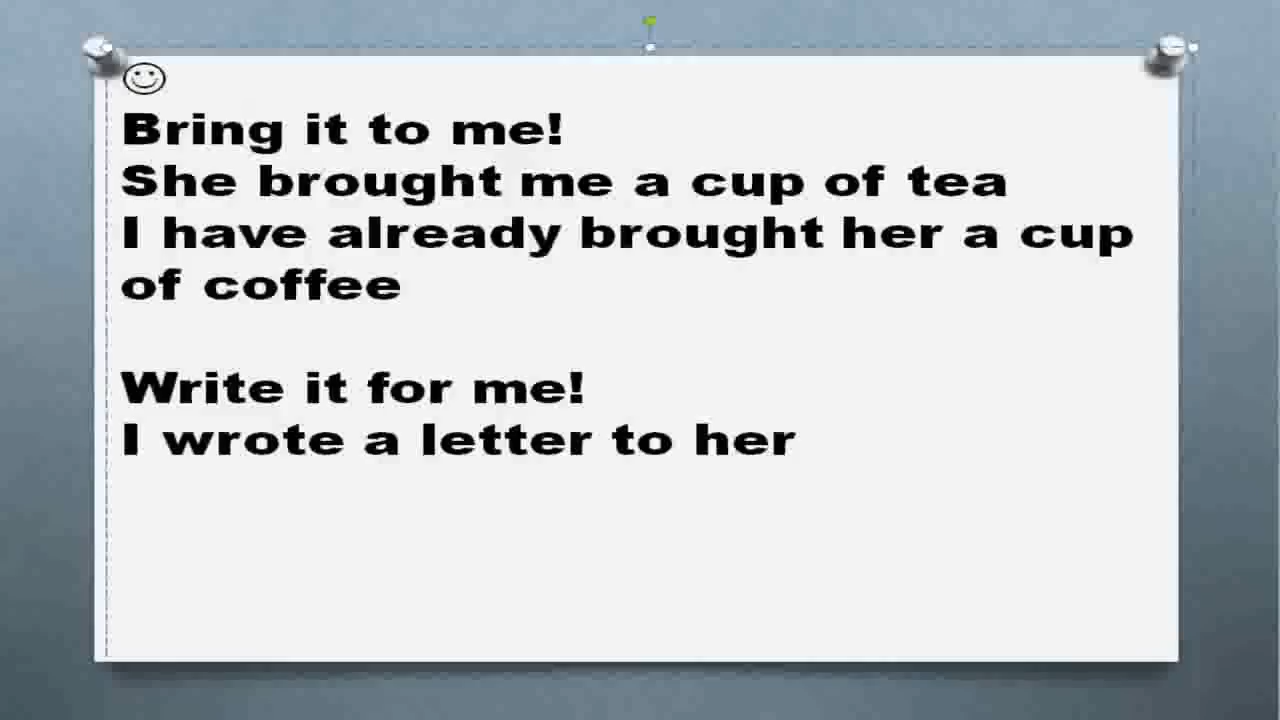 Bring it to me!
She brought me a cup of tea
I have already brought her a cup
of coffee
Write it for me!
I wrote a letter to her